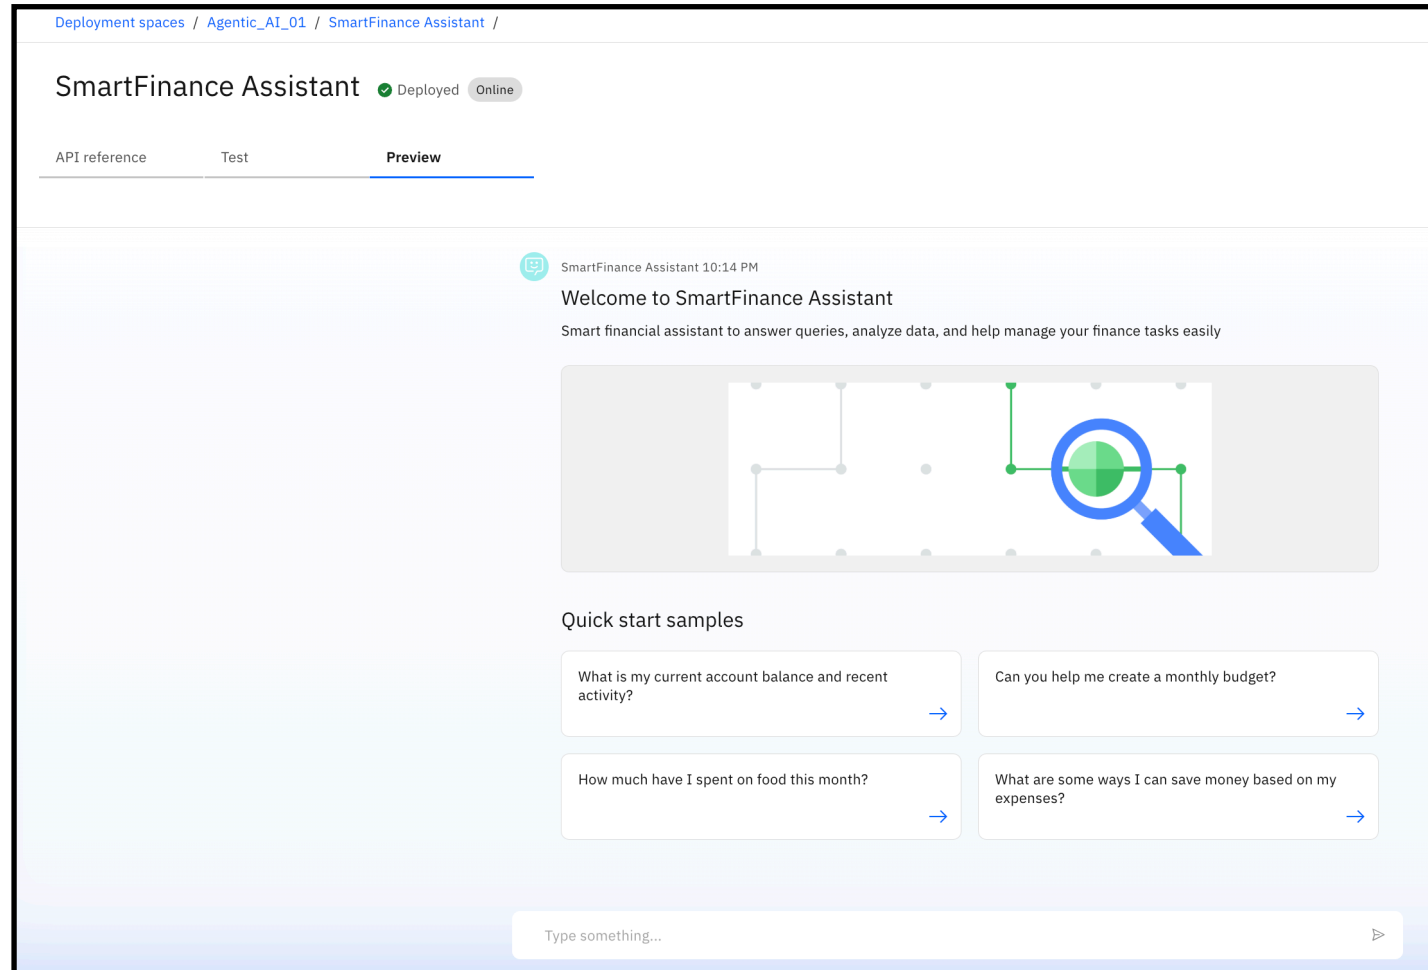 Deployment spaces / Agentic_AI_01 / SmartFinance Assistant /
SmartFinance Assistant Deployed Online
API reference Test Preview
SmartFinance Assistant 10:14 PM
Welcome to SmartFinance Assistant
Smart financial assistant to answer queries, analyze data, and help manage your finance tasks easily
Quick start samples
What is my current account balance and recent
activity?
Can you help me create a monthly budget?
How much have I spent on food this month?
What are some ways I can save money based on my
expenses?
Type something...